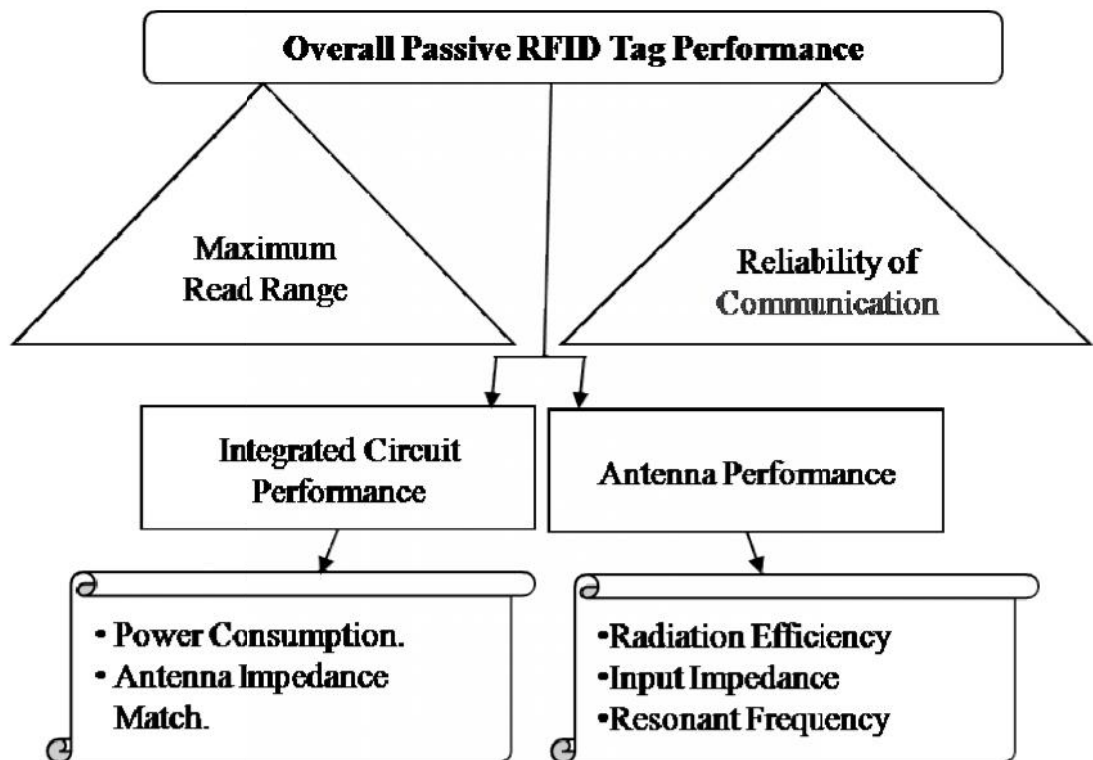 Overall Passive RFID Tag Performance
Maximum
Read Range
Reliability of
Communication
Integrated Circuit
Performance
Antenna Performance
• Power Consumption.
• Antenna Impedance
Match.
•Radiation Efficiency
•Input Impedance
•Resonant Frequency